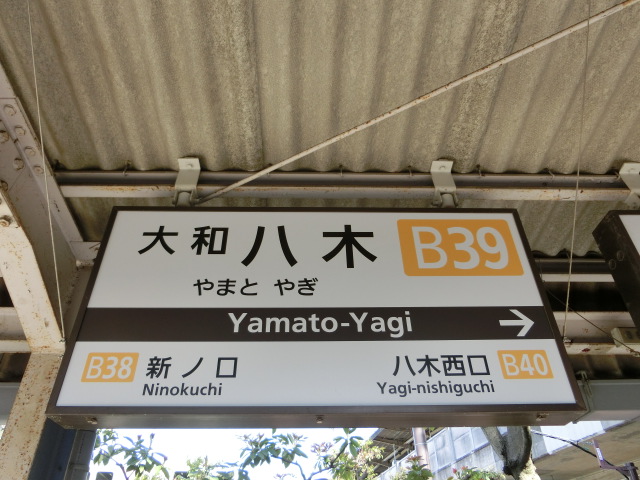 大和八木 B39
やまと やぎ
Yamato-Yagi →
B38 新ノ口 八木西口 B40
Ninokuchi Yagi-nishiguchi